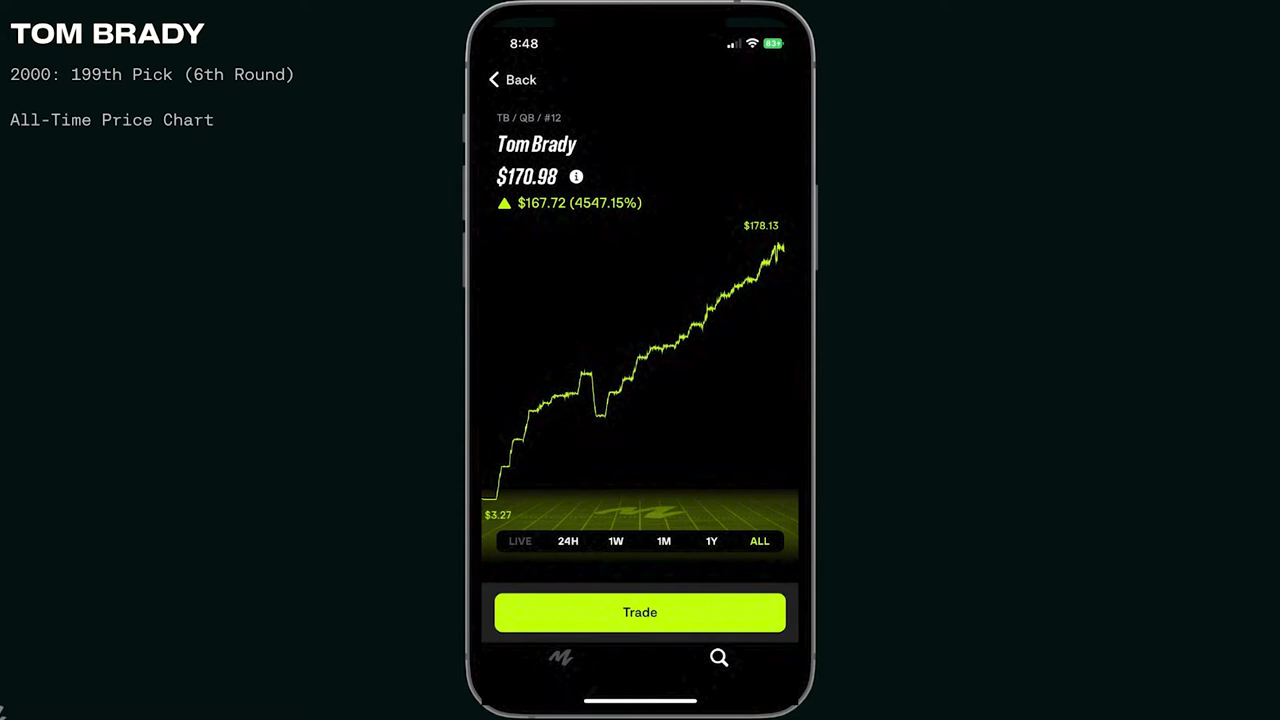 TOM BRADY
2000: 199th Pick (6th Round)
All-Time Price Chart
8:48
83+
Back
TB / QB / #12
Tom Brady
$170.98
$167.72 (4547.15%)
$178.13
$3.27
LIVE 24H 1W 1M 1Y ALL
Trade